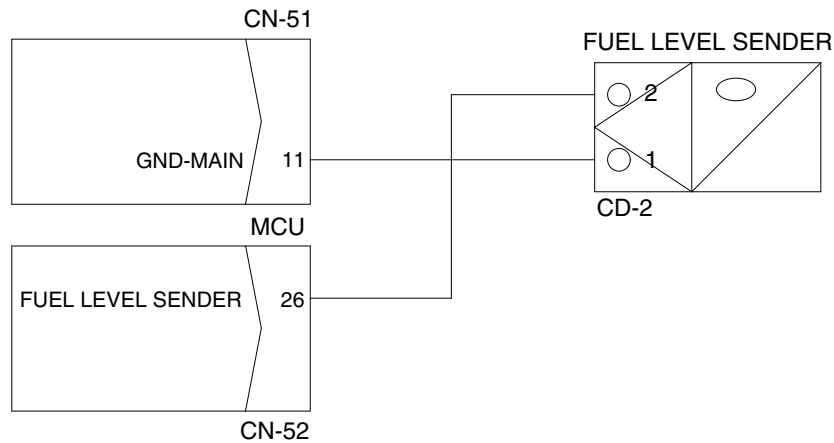 CN-51
FUEL LEVEL SENDER
2
GND-MAIN 11
1
CD-2
MCU
FUEL LEVEL SENDER 26
CN-52